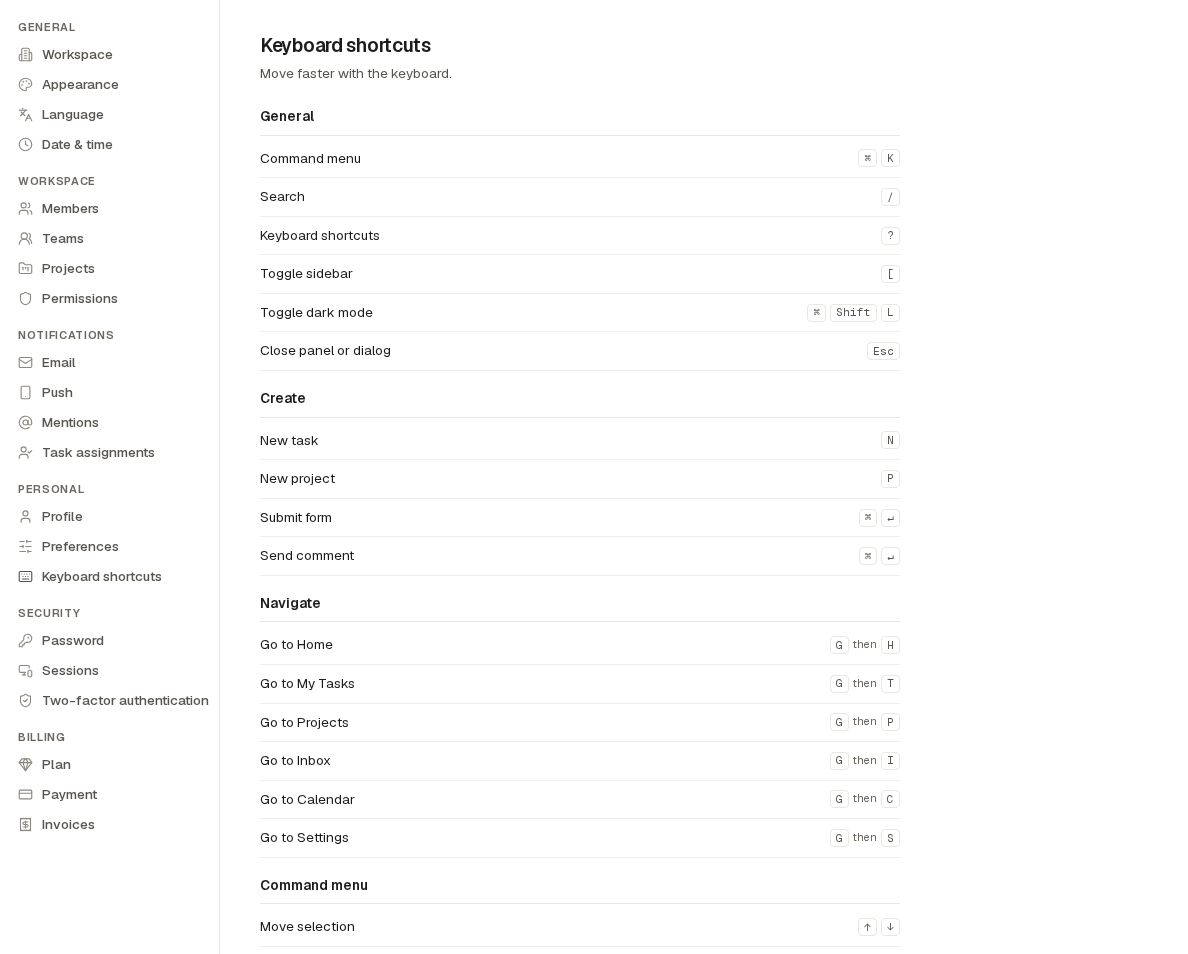 GENERAL
Workspace
Appearance
Language
Date & time
WORKSPACE
Members
Teams
Projects
Permissions
NOTIFICATIONS
Email
Push
Mentions
Task assignments
PERSONAL
Profile
Preferences
Keyboard shortcuts
SECURITY
Password
Sessions
Two-factor authentication
BILLING
Plan
Payment
Invoices
Keyboard shortcuts
Move faster with the keyboard.
General
Command menu ⌘ K
Search /
Keyboard shortcuts ?
Toggle sidebar [
Toggle dark mode ⌘ Shift L
Close panel or dialog Esc
Create
New task N
New project P
Submit form ⌘ ↵
Send comment ⌘ ↵
Navigate
Go to Home G then H
Go to My Tasks G then T
Go to Projects G then P
Go to Inbox G then I
Go to Calendar G then C
Go to Settings G then S
Command menu
Move selection ↑ ↓